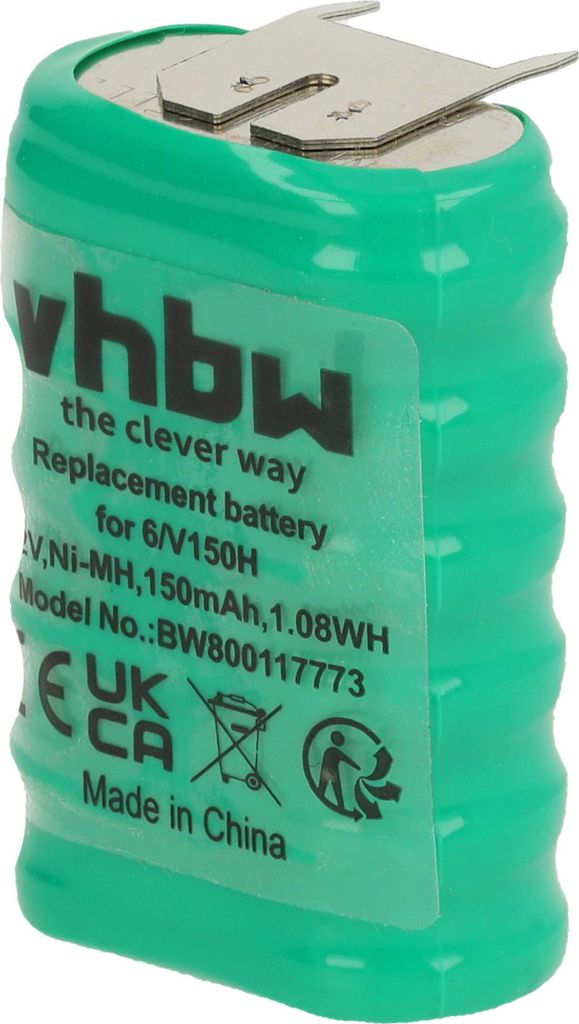 vhbw
the clever way
Replacement battery
for 6/V150H
V,Ni-MH,150mAh,1.08WH
Model No.:BW800117773
CE UK
CA
Made in China